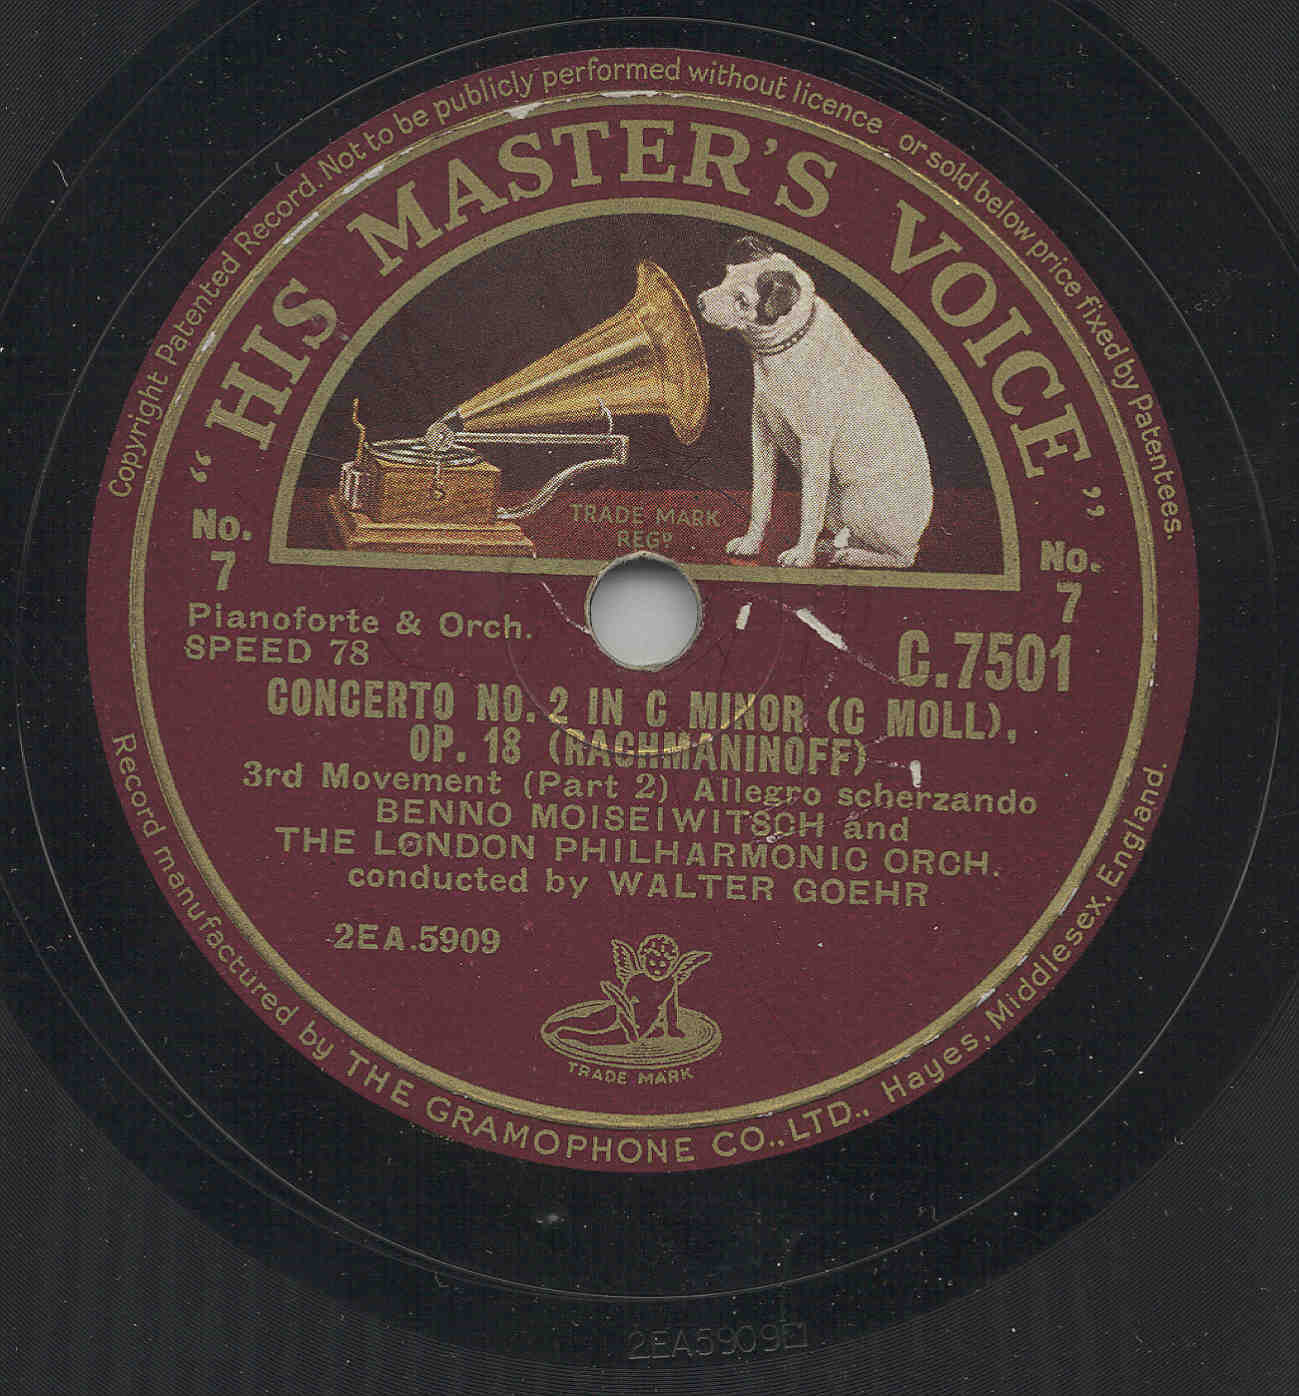 Copyright Patented Record. Not to be publicly performed without licence or sold below price fixed by Patentees.
"HIS MASTER'S VOICE"
TRADE MARK
REGD
No.
7
No.
7
Pianoforte & Orch.
SPEED 78
C.7501
CONCERTO NO. 2 IN C MINOR (C MOLL),
OP. 18 (RACHMANINOFF)
3rd Movement (Part 2) Allegro scherzando
BENNO MOISEIWITSCH and
THE LONDON PHILHARMONIC ORCH.
conducted by WALTER GOEHR
2EA.5909
TRADE MARK
Record manufactured by THE GRAMOPHONE CO., LTD., Hayes, Middlesex, England.
2EA5909